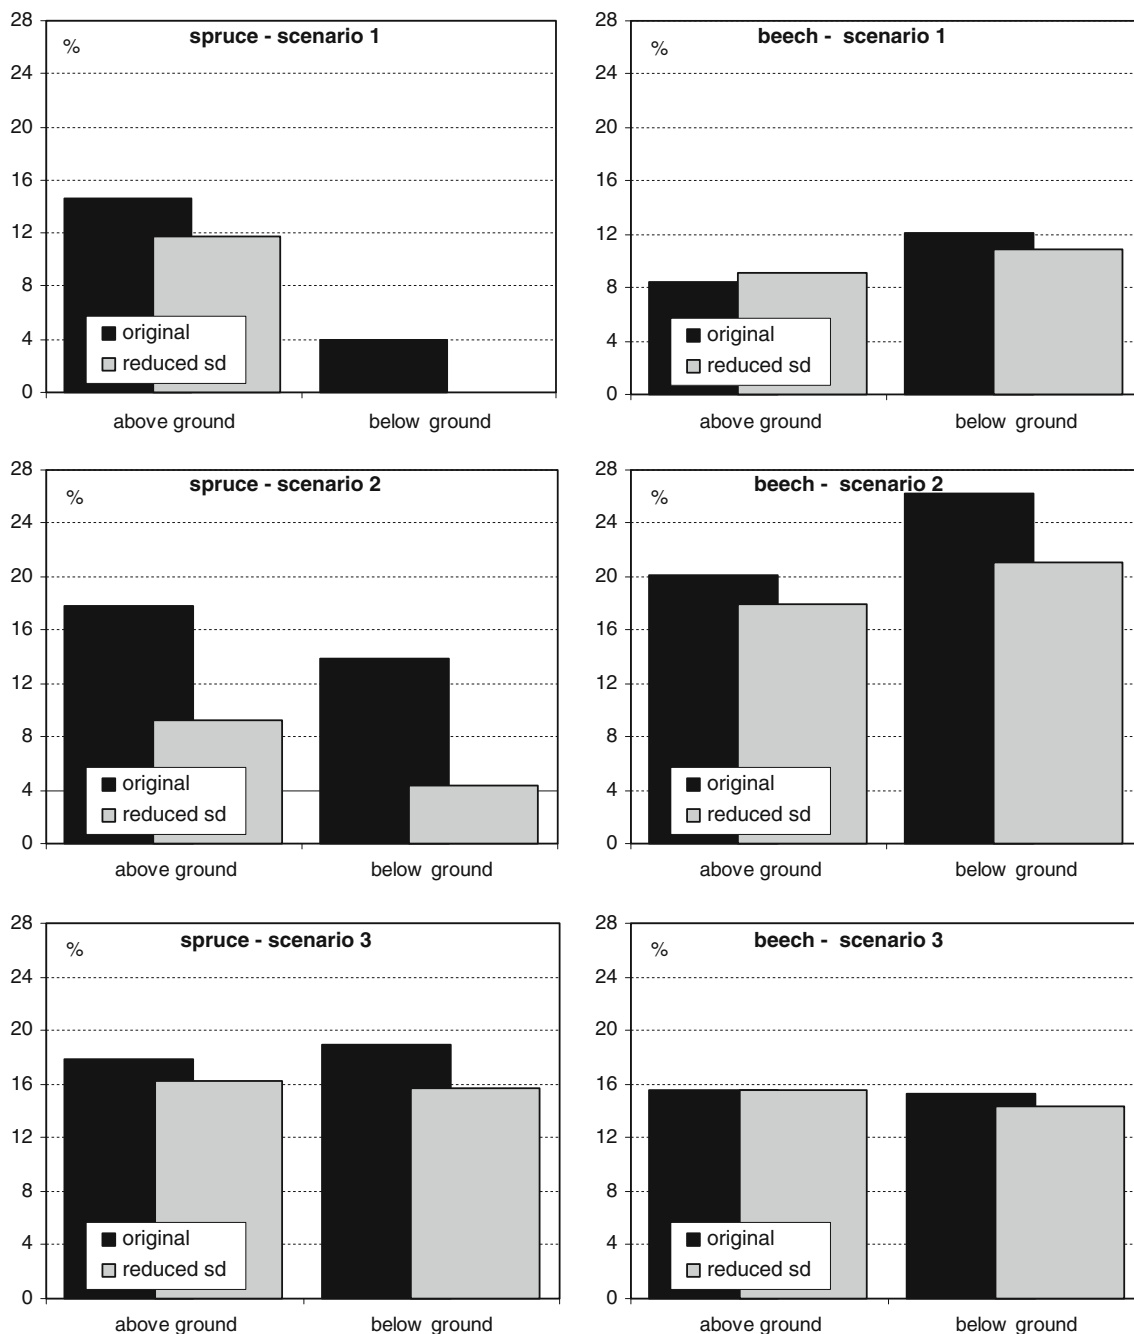 spruce - scenario 1
%
28
24
20
16
12
8
4
0
original
reduced sd
above ground
below ground
beech - scenario 1
%
28
24
20
16
12
8
4
0
original
reduced sd
above ground
below ground
spruce - scenario 2
%
28
24
20
16
12
8
4
0
original
reduced sd
above ground
below ground
beech - scenario 2
%
28
24
20
16
12
8
4
0
original
reduced sd
above ground
below ground
spruce - scenario 3
%
28
24
20
16
12
8
4
0
original
reduced sd
above ground
below ground
beech - scenario 3
%
28
24
20
16
12
8
4
0
original
reduced sd
above ground
below ground